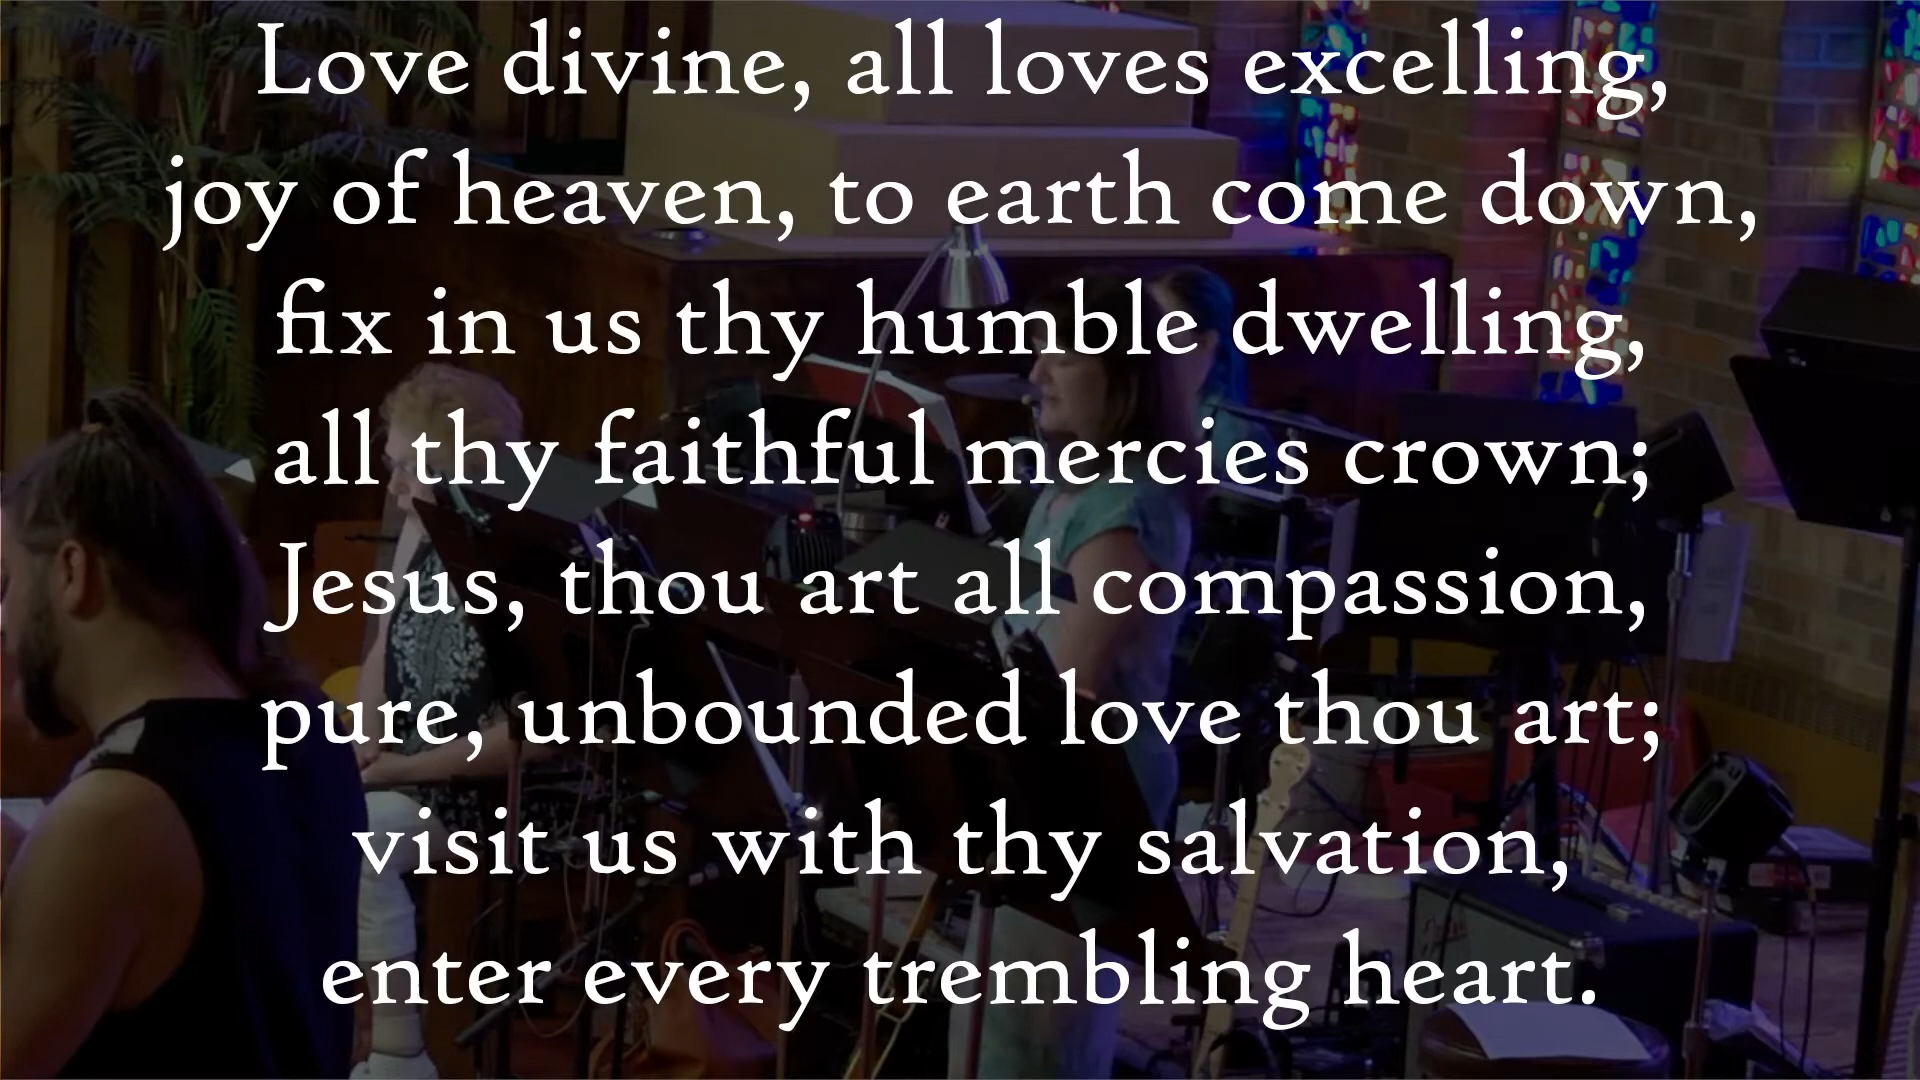 Love divine, all loves excelling,
joy of heaven, to earth come down,
fix in us thy humble dwelling,
all thy faithful mercies crown;
Jesus, thou art all compassion,
pure, unbounded love thou art;
visit us with thy salvation,
enter every trembling heart.